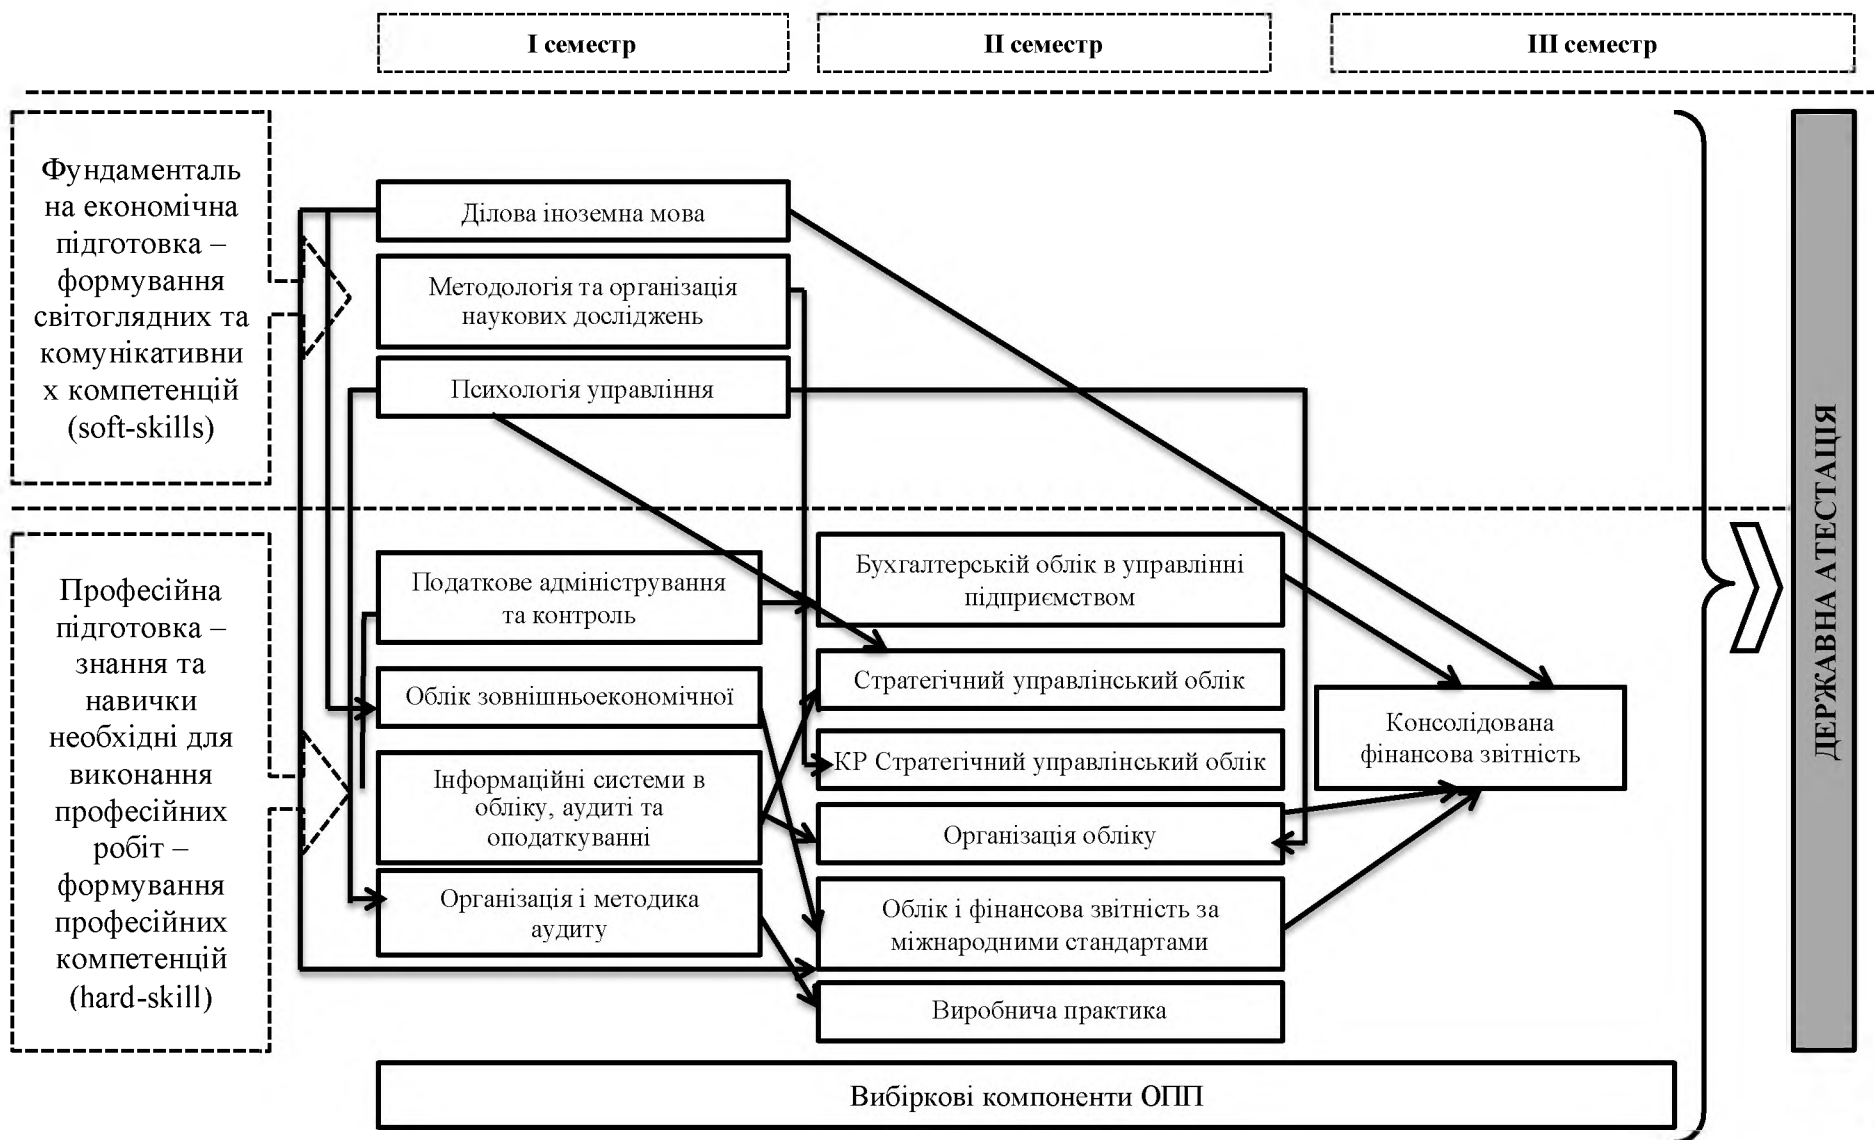 I семестр
II семестр
III семестр
Фундаменталь
на економічна
підготовка –
формування
світоглядних та
комунікативни
х компетенцій
(soft-skills)
Ділова іноземна мова
Методологія та організація
наукових досліджень
Психологія управління
Професійна
підготовка –
знання та
навички
необхідні для
виконання
професійних
робіт –
формування
професійних
компетенцій
(hard-skill)
Податкове адміністрування
та контроль
Облік зовнішньоекономічної
Інформаційні системи в
обліку, аудиті та
оподаткуванні
Організація і методика
аудиту
Бухгалтерській облік в управлінні
підприємством
Стратегічний управлінський облік
КР Стратегічний управлінський облік
Організація обліку
Облік і фінансова звітність за
міжнародними стандартами
Виробнича практика
Консолідована
фінансова звітність
ДЕРЖАВНА АТЕСТАЦІЯ
Вибіркові компоненти ОПП